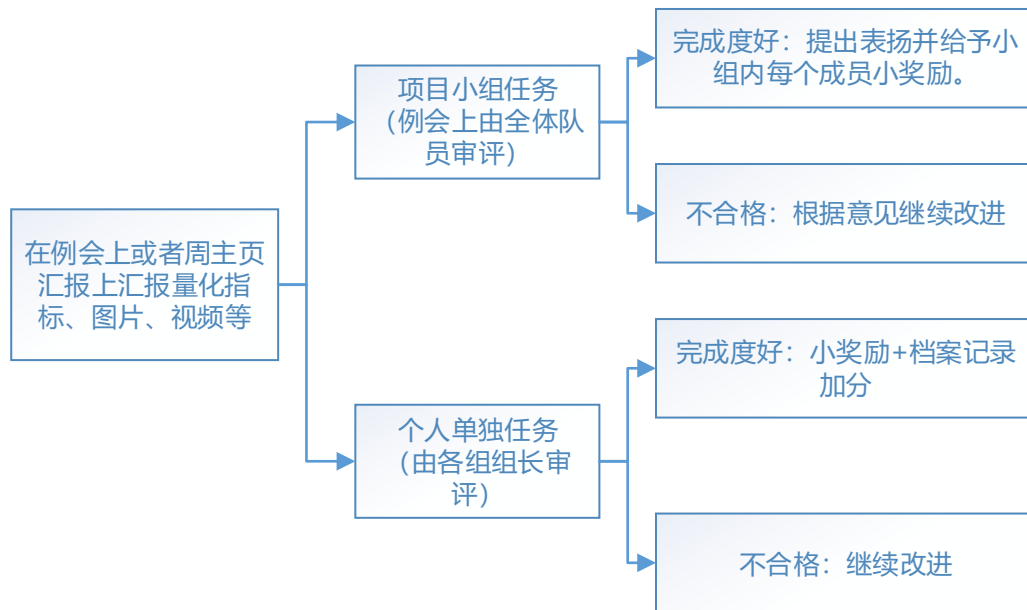 在例会上或者周主页
汇报上汇报量化指
标、图片、视频等
项目小组任务
（例会上由全体队
员审评）
完成度好：提出表扬并给予小
组内每个成员小奖励。
不合格：根据意见继续改进
个人单独任务
（由各组组长审
评）
完成度好：小奖励+档案记录
加分
不合格：继续改进